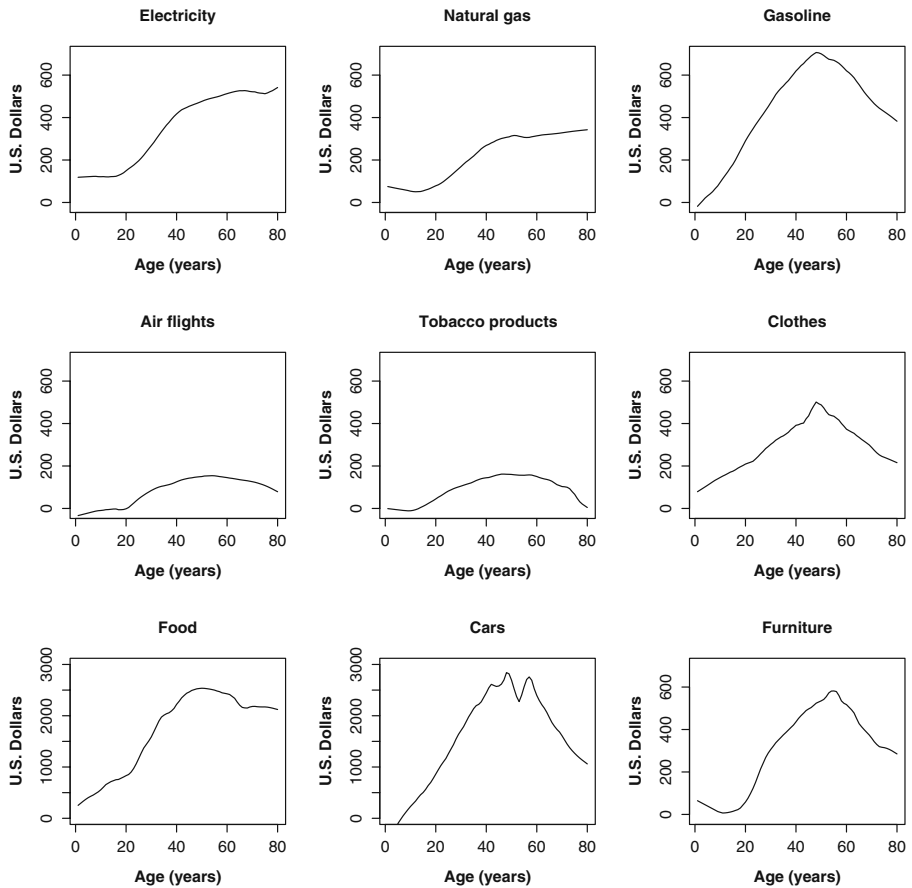 Electricity
Natural gas
Gasoline
U.S. Dollars
0 200 400 600
0 20 40 60 80
Age (years)
U.S. Dollars
0 200 400 600
0 20 40 60 80
Age (years)
U.S. Dollars
0 200 400 600
0 20 40 60 80
Age (years)
Air flights
Tobacco products
Clothes
U.S. Dollars
0 200 400 600
0 20 40 60 80
Age (years)
U.S. Dollars
0 200 400 600
0 20 40 60 80
Age (years)
U.S. Dollars
0 200 400 600
0 20 40 60 80
Age (years)
Food
Cars
Furniture
U.S. Dollars
0 1000 2000 3000
0 20 40 60 80
Age (years)
U.S. Dollars
0 1000 2000 3000
0 20 40 60 80
Age (years)
U.S. Dollars
0 200 400 600
0 20 40 60 80
Age (years)